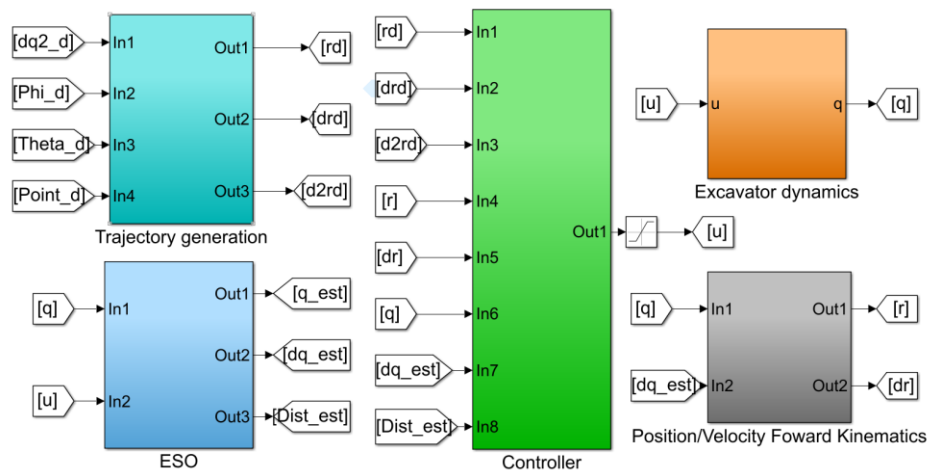 [dq2_d]
In1
Out1
[rd]
[Phi_d]
In2
Out2
[drd]
[Theta_d]
In3
[Point_d]
In4
Out3
[d2rd]
Trajectory generation
[q]
In1
Out1
[q_est]
Out2
[dq_est]
[u]
In2
Out3
[Dist_est]
ESO
[rd]
In1
[drd]
In2
[d2rd]
In3
[r]
In4
[dr]
In5
[q]
In6
[dq_est]
In7
[Dist_est]
In8
Out1
[u]
Controller
[u]
u
q
[q]
Excavator dynamics
[q]
In1
Out1
[r]
[dq_est]
In2
Out2
[dr]
Position/Velocity Foward Kinematics